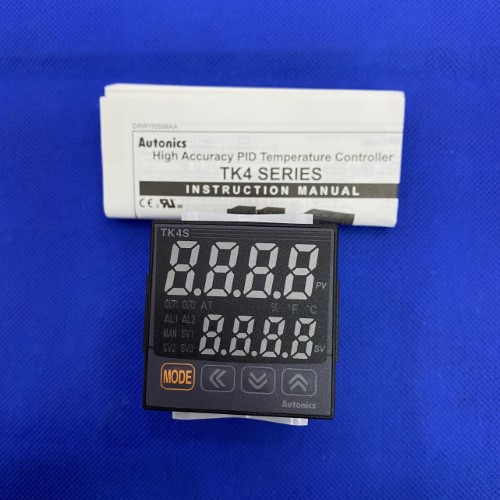 Autonics
High Accuracy PID Temperature Controller
TK4 SERIES
INSTRUCTION MANUAL
CE
TK4S
8.8.8.8
PV
OUT1 OUT2 AT % °F °C
AL1 AL2
8.8.8.8
MAN SV1
SV2 SV3
SV
MODE
Autonics